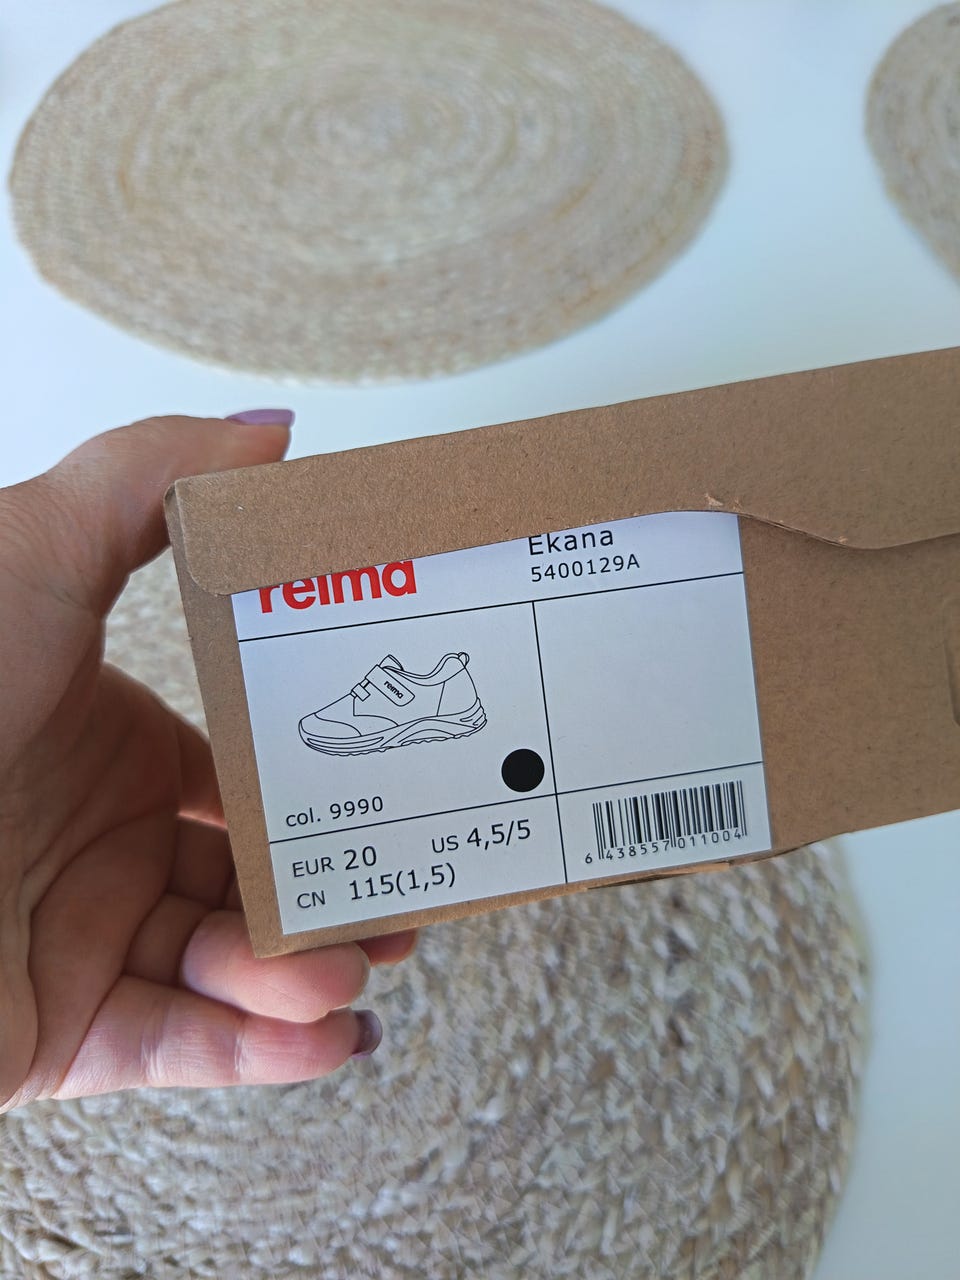 reima
Ekana
5400129A
reima
col. 9990
EUR 20 US 4,5/5
CN 115(1,5)
6 438557 011004